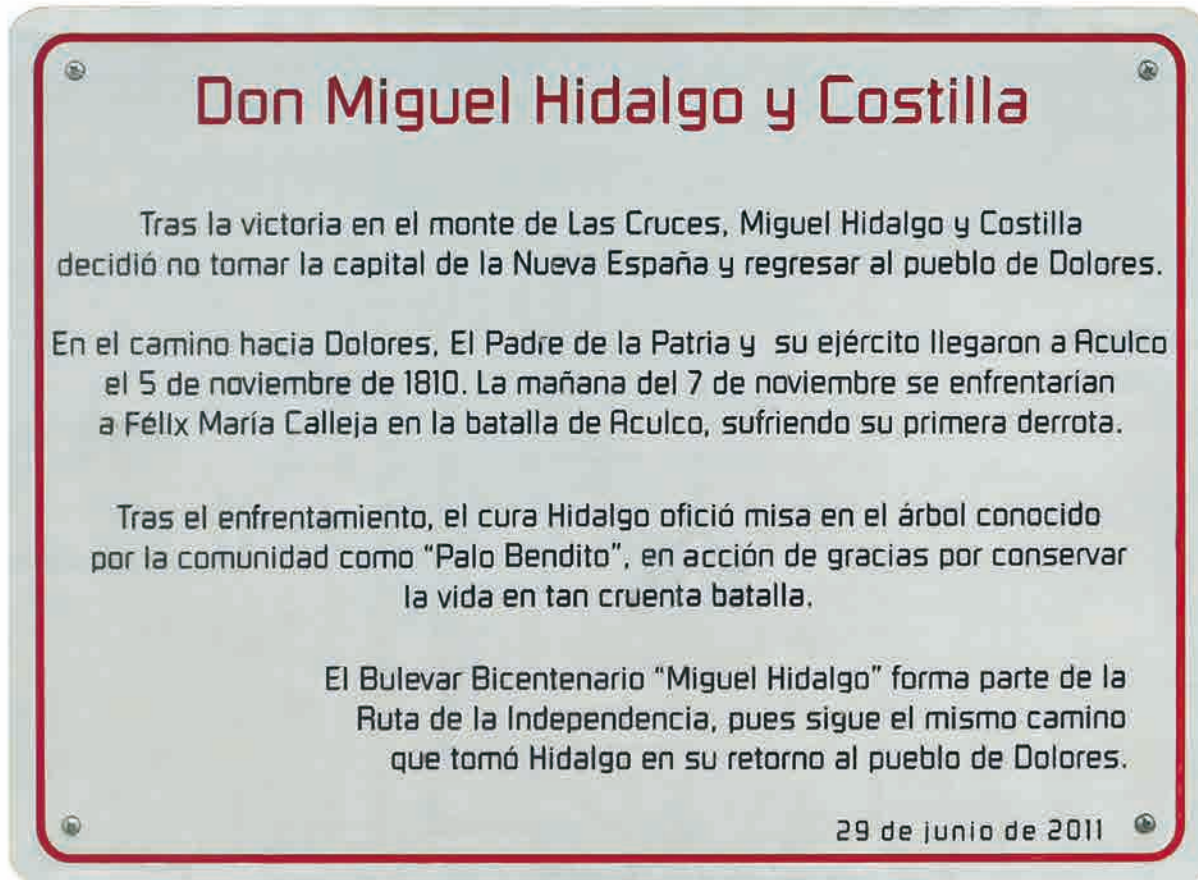 Don Miguel Hidalgo y Costilla
Tras la victoria en el monte de Las Cruces, Miguel Hidalgo y Costilla
decidió no tomar la capital de la Nueva España y regresar al pueblo de Dolores.
En el camino hacia Dolores, El Padre de la Patria y su ejército llegaron a Aculco
el 5 de noviembre de 1810. La mañana del 7 de noviembre se enfrentarían
a Félix María Calleja en la batalla de Aculco, sufriendo su primera derrota.
Tras el enfrentamiento, el cura Hidalgo ofició misa en el árbol conocido
por la comunidad como "Palo Bendito", en acción de gracias por conservar
la vida en tan cruenta batalla.
El Bulevar Bicentenario "Miguel Hidalgo" forma parte de la
Ruta de la Independencia, pues sigue el mismo camino
que tomó Hidalgo en su retorno al pueblo de Dolores.
29 de junio de 2011